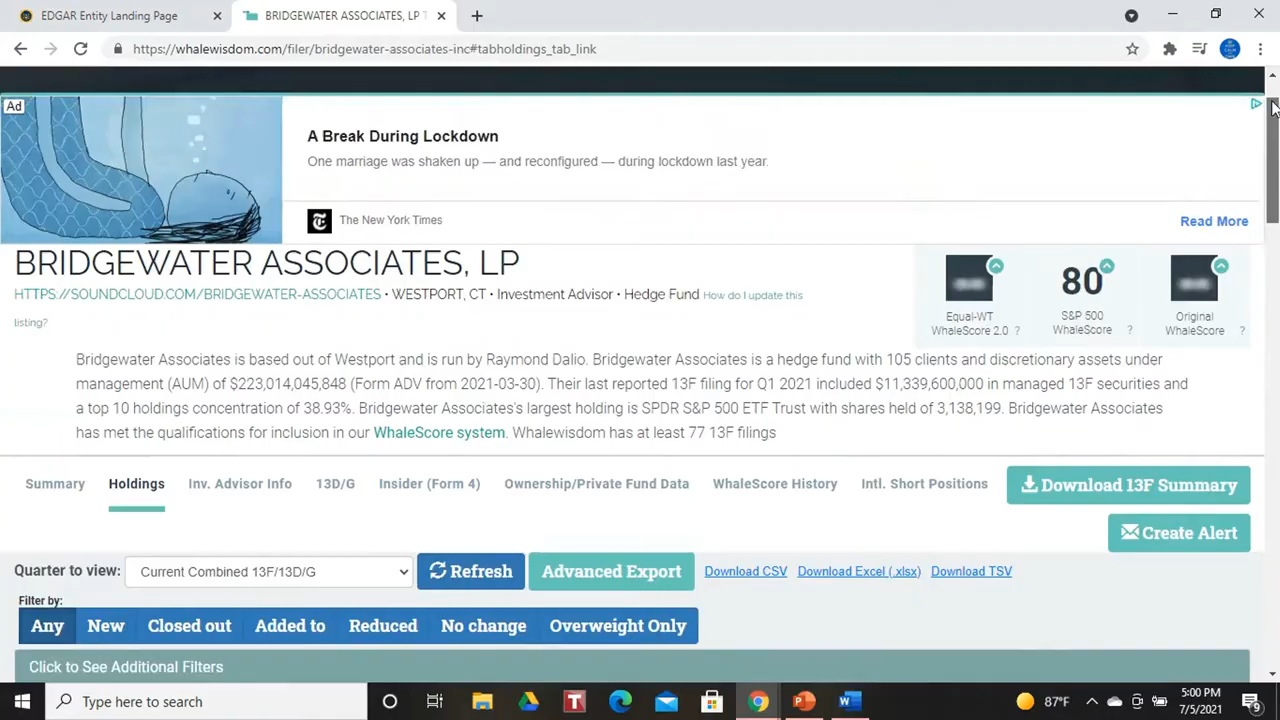 EDGAR Entity Landing Page
BRIDGEWATER ASSOCIATES, LP T
https://whalewisdom.com/filer/bridgewater-associates-inc#tabholdings_tab_link
Ad
A Break During Lockdown
One marriage was shaken up — and reconfigured — during lockdown last year.
The New York Times
Read More
BRIDGEWATER ASSOCIATES, LP
HTTPS://SOUNDCLOUD.COM/BRIDGEWATER-ASSOCIATES • WESTPORT, CT • Investment Advisor • Hedge Fund How do I update this
listing?
80
Equal-WT
WhaleScore 2.0 ?
S&P 500
WhaleScore ?
Original
WhaleScore ?
Bridgewater Associates is based out of Westport and is run by Raymond Dalio. Bridgewater Associates is a hedge fund with 105 clients and discretionary assets under
management (AUM) of $223,014,045,848 (Form ADV from 2021-03-30). Their last reported 13F filing for Q1 2021 included $11,339,600,000 in managed 13F securities and
a top 10 holdings concentration of 38.93%. Bridgewater Associates's largest holding is SPDR S&P 500 ETF Trust with shares held of 3,138,199. Bridgewater Associates
has met the qualifications for inclusion in our WhaleScore system. Whalewisdom has at least 77 13F filings
Summary Holdings Inv. Advisor Info 13D/G Insider (Form 4) Ownership/Private Fund Data WhaleScore History Intl. Short Positions Download 13F Summary
Create Alert
Quarter to view: Current Combined 13F/13D/G Refresh Advanced Export Download CSV Download Excel (.xlsx) Download TSV
Filter by:
Any New Closed out Added to Reduced No change Overweight Only
Click to See Additional Filters
Type here to search
87°F
5:00 PM
7/5/2021
9